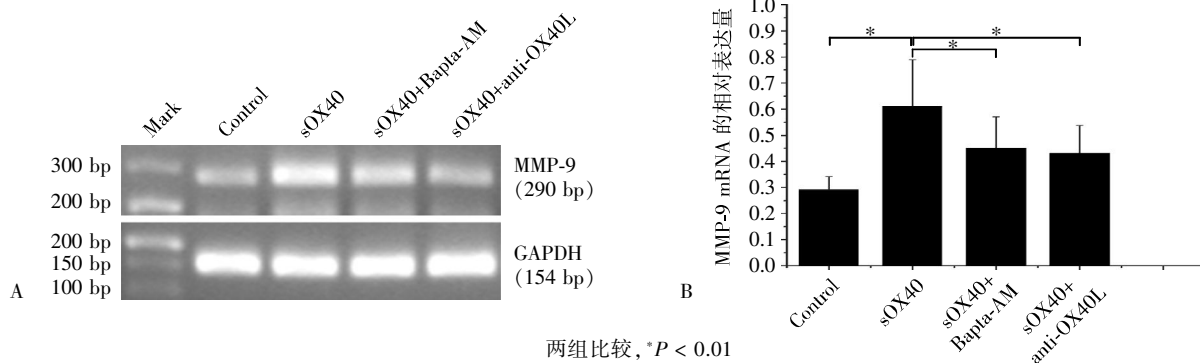 Mark
Control
sOX40
sOX40+Bapta-AM
sOX40+anti-OX40L
300 bp
200 bp
MMP-9
(290 bp)
200 bp
150 bp
100 bp
GAPDH
(154 bp)
A
MMP-9 mRNA 的相对表达量
1.0
0.9
0.8
0.7
0.6
0.5
0.4
0.3
0.2
0.1
0.0
*
*
*
Control
sOX40
sOX40+
Bapta-AM
sOX40+
anti-OX40L
B
两组比较, *P < 0.01